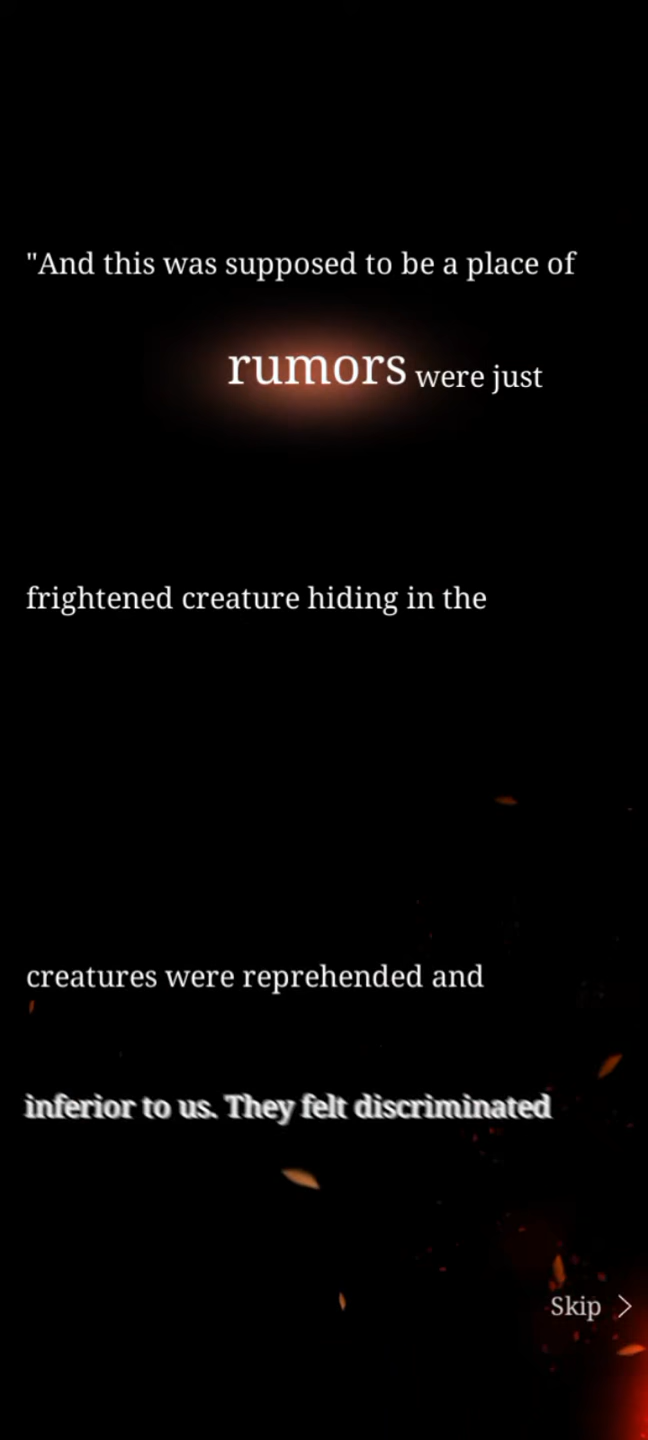 "And this was supposed to be a place of
rumors were just
frightened creature hiding in the
creatures were reprehended and
inferior to us. They felt discriminated
Skip >